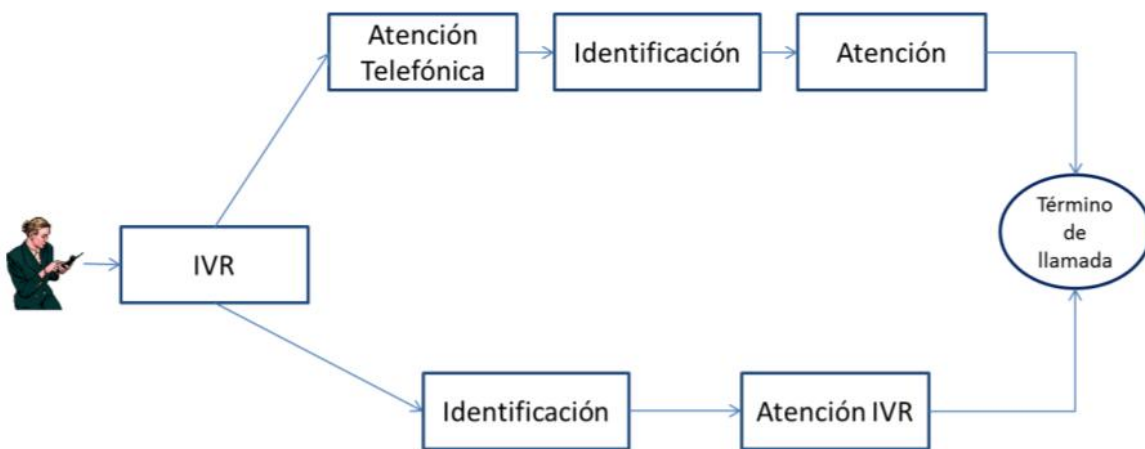 Atención
Telefónica
Identificación
Atención
IVR
Término
de
llamada
Identificación
Atención IVR